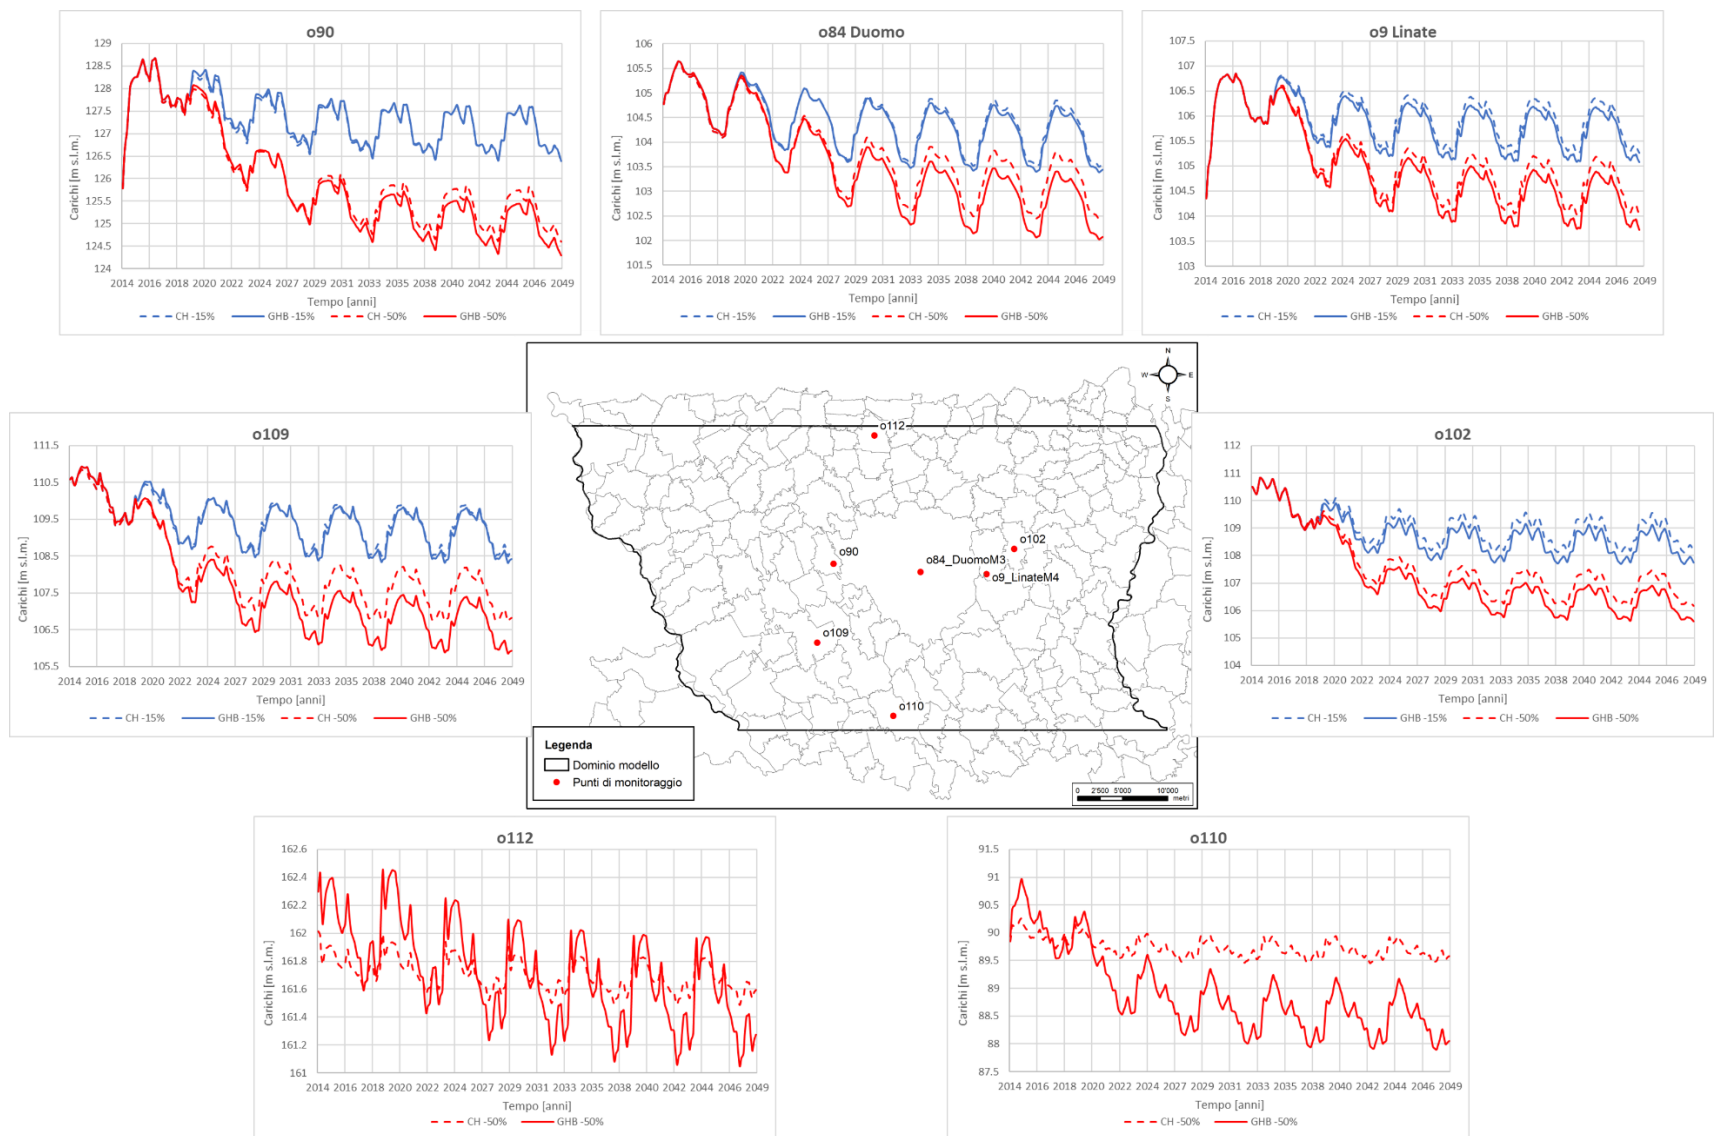 o90
129
128.5
128
127.5
127
126.5
126
125.5
125
124.5
124
Carichi [m s.l.m.]
2014 2016 2018 2020 2022 2024 2027 2029 2031 2033 2035 2038 2040 2042 2044 2046 2049
Tempo [anni]
CH -15% GHB -15% CH -50% GHB -50%
o84 Duomo
106
105.5
105
104.5
104
103.5
103
102.5
102
101.5
Carichi [m s.l.m.]
2014 2016 2018 2020 2022 2024 2027 2029 2031 2033 2035 2038 2040 2042 2044 2046 2048
Tempo [anni]
CH -15% GHB -15% CH -50% GHB -50%
o9 Linate
107.5
107
106.5
106
105.5
105
104.5
104
103.5
103
Carichi [m s.l.m.]
2014 2016 2018 2020 2022 2024 2027 2029 2031 2033 2035 2038 2040 2042 2044 2046 2049
Tempo [anni]
CH -15% GHB -15% CH -50% GHB -50%
o109
111.5
110.5
109.5
108.5
107.5
106.5
105.5
Carichi [m s.l.m.]
2014 2016 2018 2020 2022 2024 2027 2029 2031 2033 2035 2038 2040 2042 2044 2046 2049
Tempo [anni]
CH -15% GHB -15% CH -50% GHB -50%
N
W E
S
o112
o90
o84_DuomoM3
o102
o9_LinateM4
o109
o110
Legenda
Dominio modello
Punti di monitoraggio
0 2'500 5'000 10'000
metri
o102
112
111
110
109
108
107
106
105
104
Carichi [m s.l.m.]
2014 2016 2018 2020 2022 2024 2026 2029 2031 2033 2035 2038 2040 2042 2044 2047 2049
Tempo [anni]
CH -15% GHB -15% CH -50% GHB -50%
o112
162.6
162.4
162.2
162
161.8
161.6
161.4
161.2
161
Carichi [m s.l.m.]
2014 2016 2018 2020 2022 2024 2027 2029 2031 2033 2035 2038 2040 2042 2044 2046 2049
Tempo [anni]
CH -50% GHB -50%
o110
91.5
91
90.5
90
89.5
89
88.5
88
87.5
Carichi [m s.l.m.]
2014 2016 2018 2020 2022 2024 2027 2029 2031 2033 2035 2038 2040 2042 2044 2046 2049
Tempo [anni]
CH -50% GHB -50%